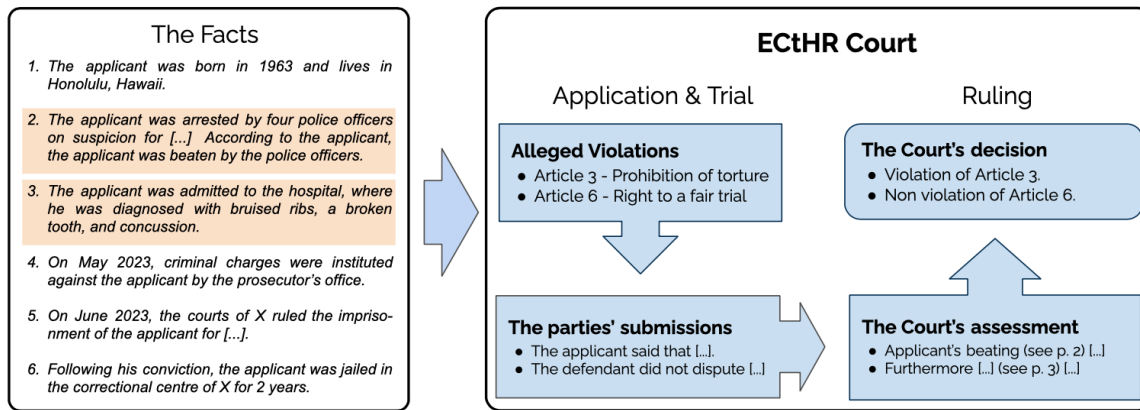 The Facts
1. The applicant was born in 1963 and lives in
Honolulu, Hawaii.
2. The applicant was arrested by four police officers
on suspicion for [...] According to the applicant,
the applicant was beaten by the police officers.
3. The applicant was admitted to the hospital, where
he was diagnosed with bruised ribs, a broken
tooth, and concussion.
4. On May 2023, criminal charges were instituted
against the applicant by the prosecutor's office.
5. On June 2023, the courts of X ruled the impriso-
nment of the applicant for [...].
6. Following his conviction, the applicant was jailed in
the correctional centre of X for 2 years.
ECtHR Court
Application & Trial
Alleged Violations
● Article 3 - Prohibition of torture
● Article 6 - Right to a fair trial
The parties' submissions
● The applicant said that [...].
● The defendant did not dispute [...]
Ruling
The Court's decision
● Violation of Article 3.
● Non violation of Article 6.
The Court's assessment
● Applicant's beating (see p. 2) [...]
● Furthermore [...] (see p. 3) [...]